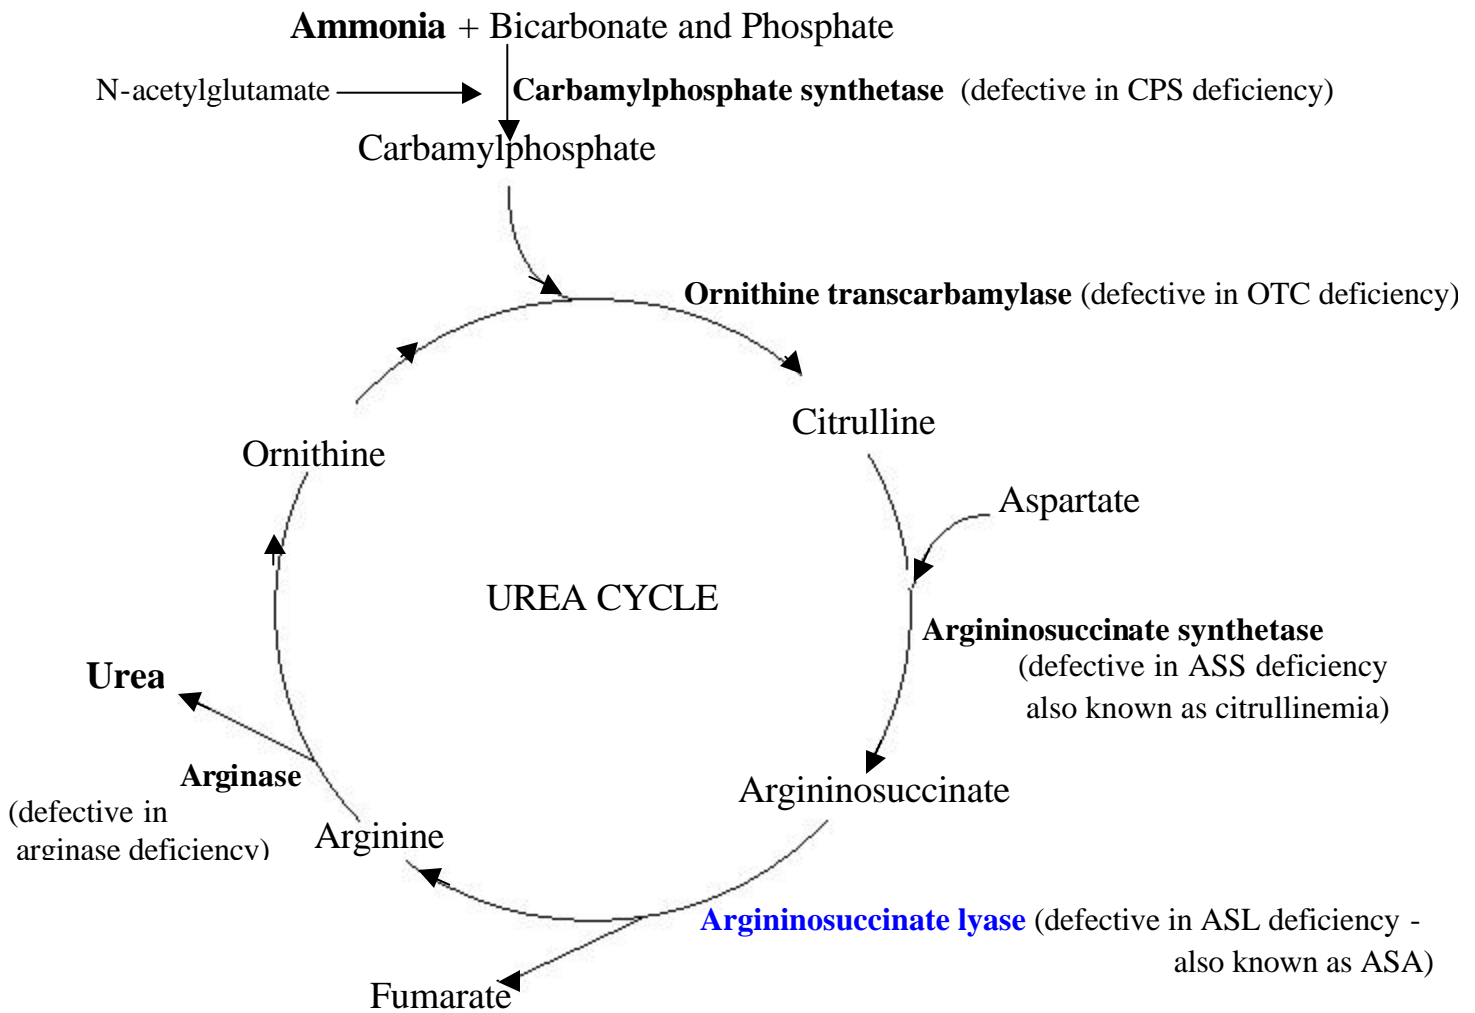 Ammonia + Bicarbonate and Phosphate
N-acetylglutamate
Carbamylphosphate synthetase (defective in CPS deficiency)
Carbamylphosphate
Ornithine transcarbamylase (defective in OTC deficiency)
Citrulline
Ornithine
Aspartate
UREA CYCLE
Argininosuccinate synthetase
(defective in ASS deficiency
also known as citrullinemia)
Urea
Arginase
(defective in
arginase deficiency)
Argininosuccinate
Arginine
Argininosuccinate lyase (defective in ASL deficiency -
also known as ASA)
Fumarate